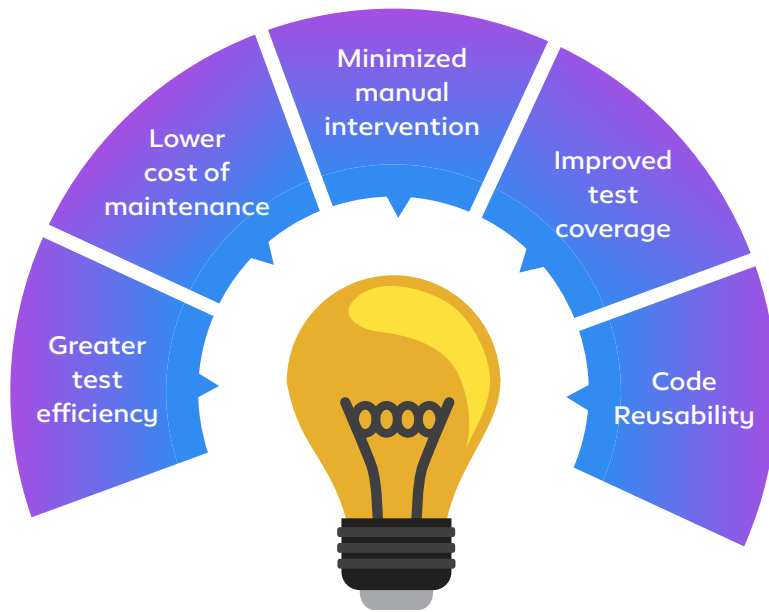 Greater
test
efficiency
Lower
cost of
maintenance
Minimized
manual
intervention
Improved
test
coverage
Code
Reusability